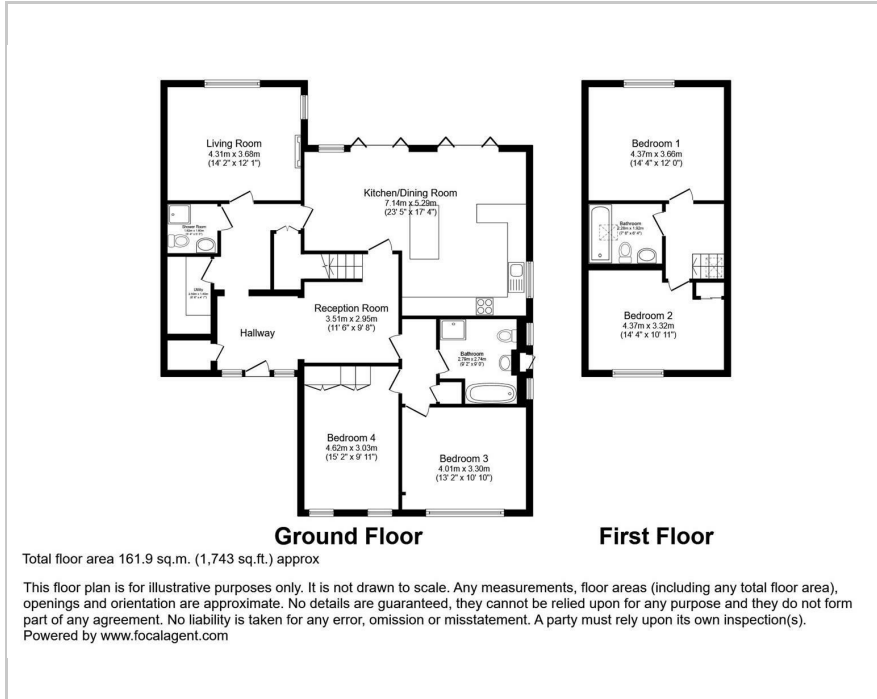 Living Room
4.31m x 3.68m
(14' 2" x 12' 1")
Kitchen/Dining Room
7.14m x 5.29m
(23' 5" x 17' 4")
Shower Room
Utility
Hallway
Reception Room
3.51m x 2.95m
(11' 6" x 9' 8")
Bathroom
2.79m x 2.74m
(9' 2" x 9' 0")
Bedroom 4
4.62m x 3.03m
(15' 2" x 9' 11")
Bedroom 3
4.01m x 3.30m
(13' 2" x 10' 10")
Ground Floor
Bedroom 1
4.37m x 3.66m
(14' 4" x 12' 0")
Bathroom
Bedroom 2
4.37m x 3.32m
(14' 4" x 10' 11")
First Floor
Total floor area 161.9 sq.m. (1,743 sq.ft.) approx
This floor plan is for illustrative purposes only. It is not drawn to scale. Any measurements, floor areas (including any total floor area),
openings and orientation are approximate. No details are guaranteed, they cannot be relied upon for any purpose and they do not form
part of any agreement. No liability is taken for any error, omission or misstatement. A party must rely upon its own inspection(s).
Powered by www.focalagent.com